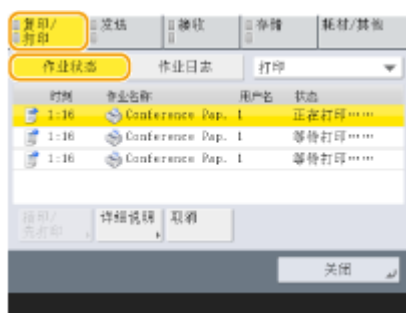 复印/打印 发送 接收 存储 耗材/其他
作业状态 作业日志 打印
时刻 作业名称 用户名 状态
1:16 Conference Pap. 1 正在打印……
1:16 Conference Pap. 1 等待打印……
1:16 Conference Pap. 1 等待打印……
详细说明 取消
关闭